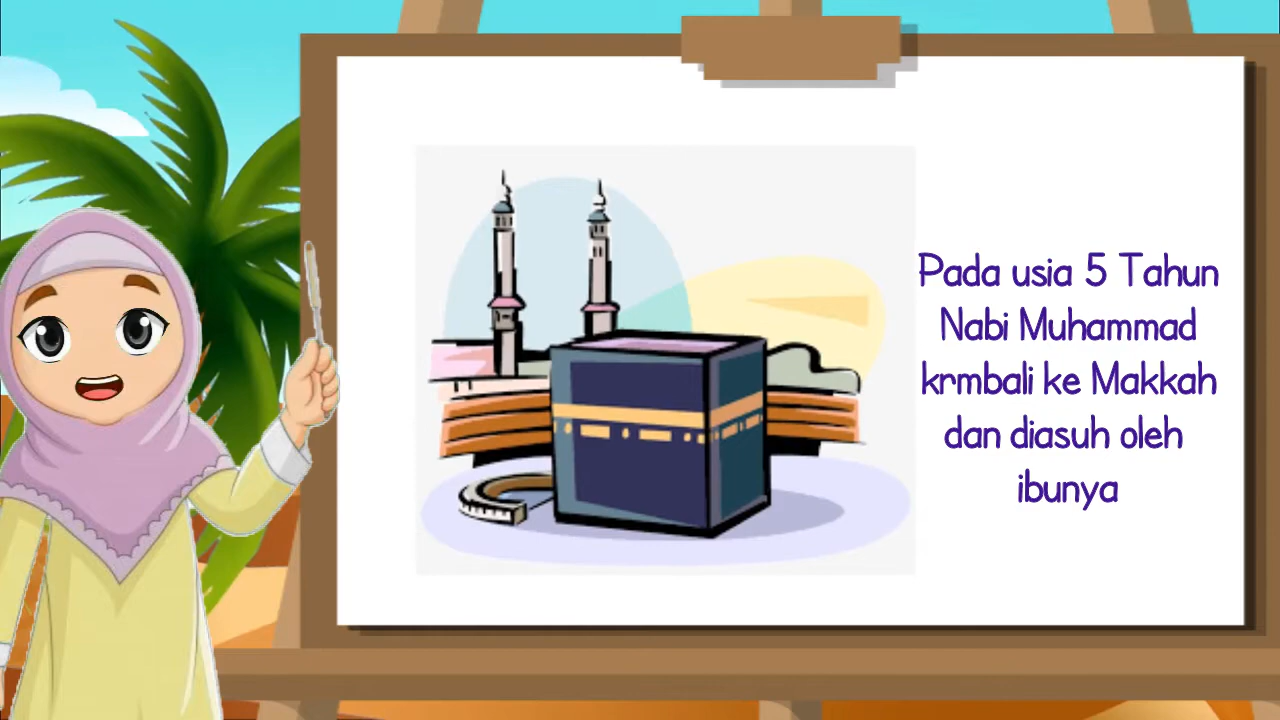 Pada usia 5 Tahun
Nabi Muhammad
krmbali ke Makkah
dan diasuh oleh
ibunya